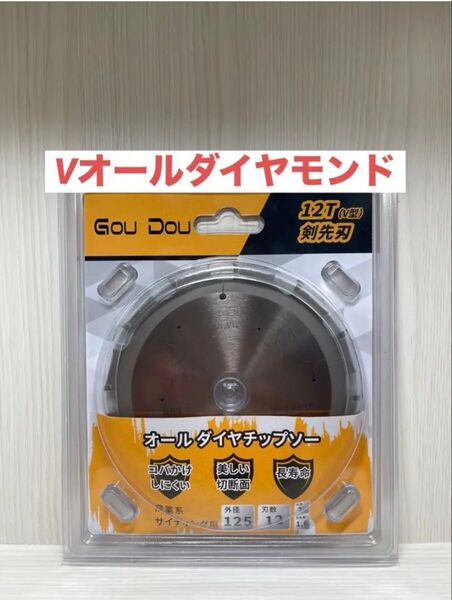 Vオールダイヤモンド
GOU DOU
12T(V型)
剣先刃
オール ダイヤチップソー
コバかけ
しにくい
美しい
切断面
長寿命
窯業系
サイディング用
外径
125
刃数
12
1.6